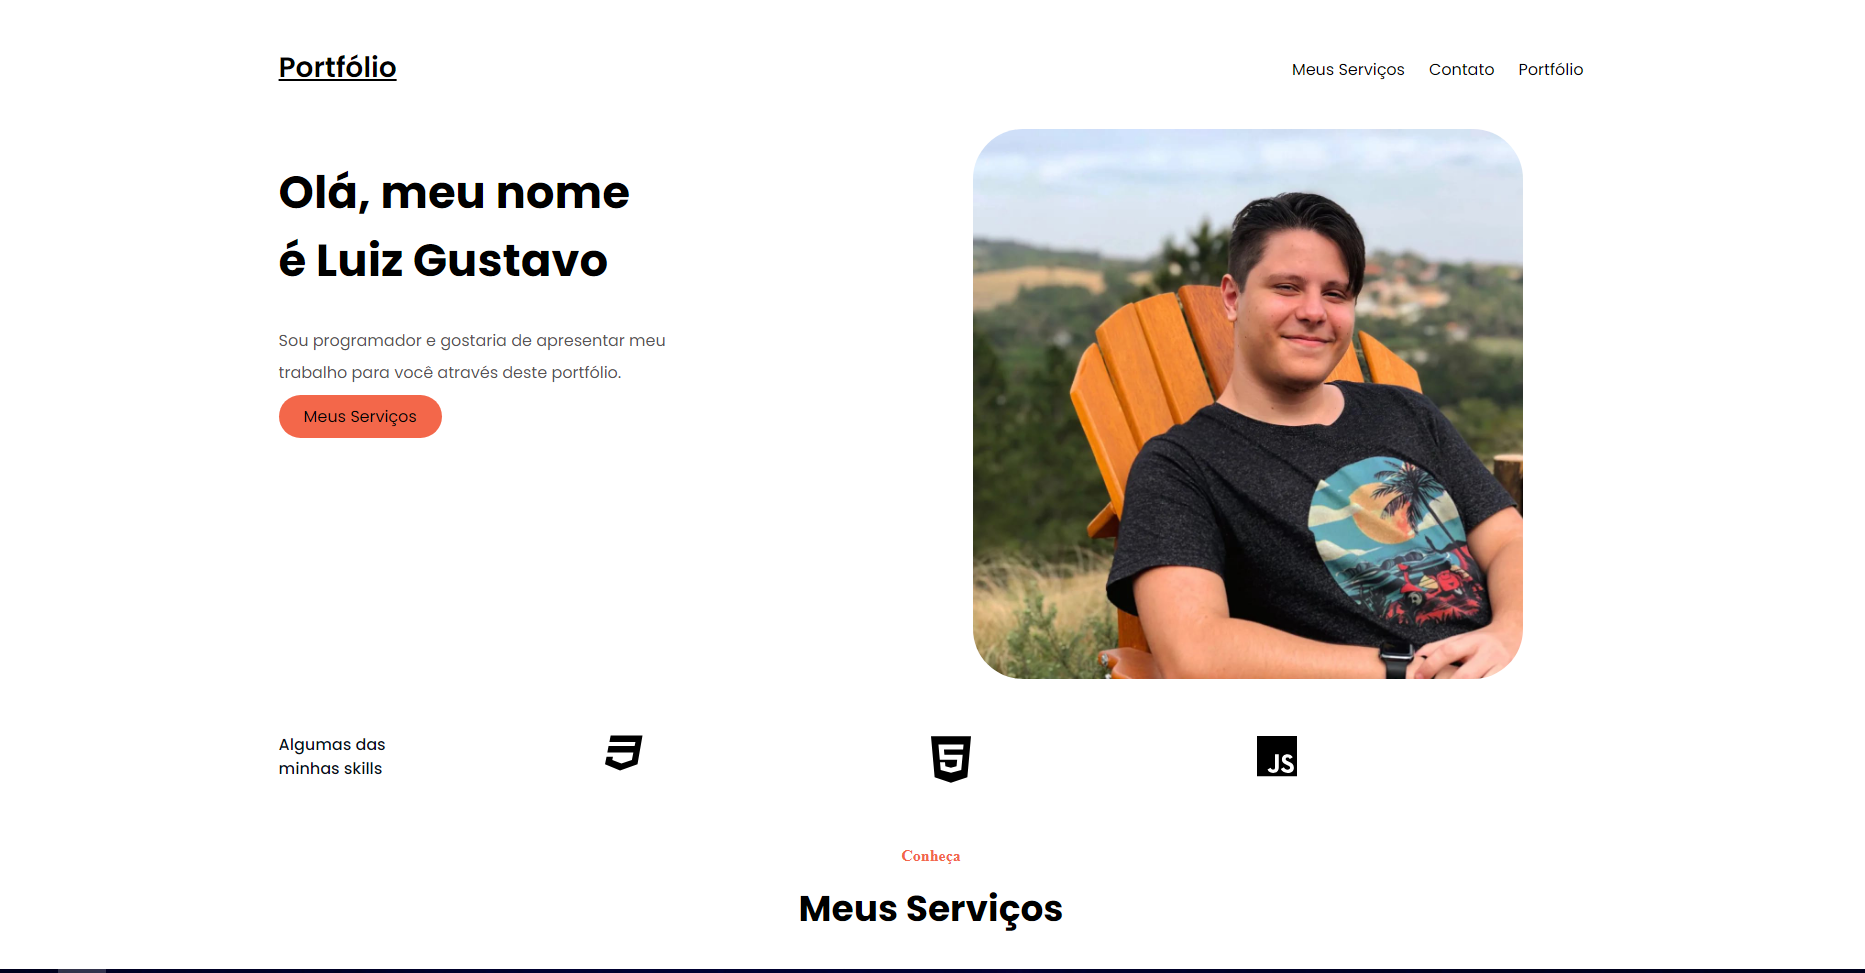 Portfólio
Meus Serviços Contato Portfólio
Olá, meu nome
é Luiz Gustavo
Sou programador e gostaria de apresentar meu
trabalho para você através deste portfólio.
Meus Serviços
Algumas das
minhas skills
5
JS
Conheça
Meus Serviços